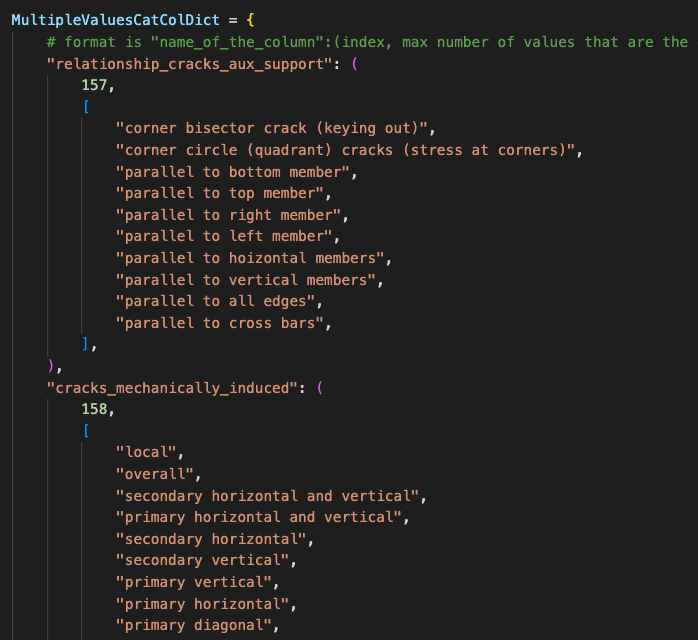 MultipleValuesCatColDict = {
# format is "name_of_the_column":(index, max number of values that are the
"relationship_cracks_aux_support": (
157,
[
"corner bisector crack (keying out)",
"corner circle (quadrant) cracks (stress at corners)",
"parallel to bottom member",
"parallel to top member",
"parallel to right member",
"parallel to left member",
"parallel to hoizontal members",
"parallel to vertical members",
"parallel to all edges",
"parallel to cross bars",
],
),
"cracks_mechanically_induced": (
158,
[
"local",
"overall",
"secondary horizontal and vertical",
"primary horizontal and vertical",
"secondary horizontal",
"secondary vertical",
"primary vertical",
"primary horizontal",
"primary diagonal",